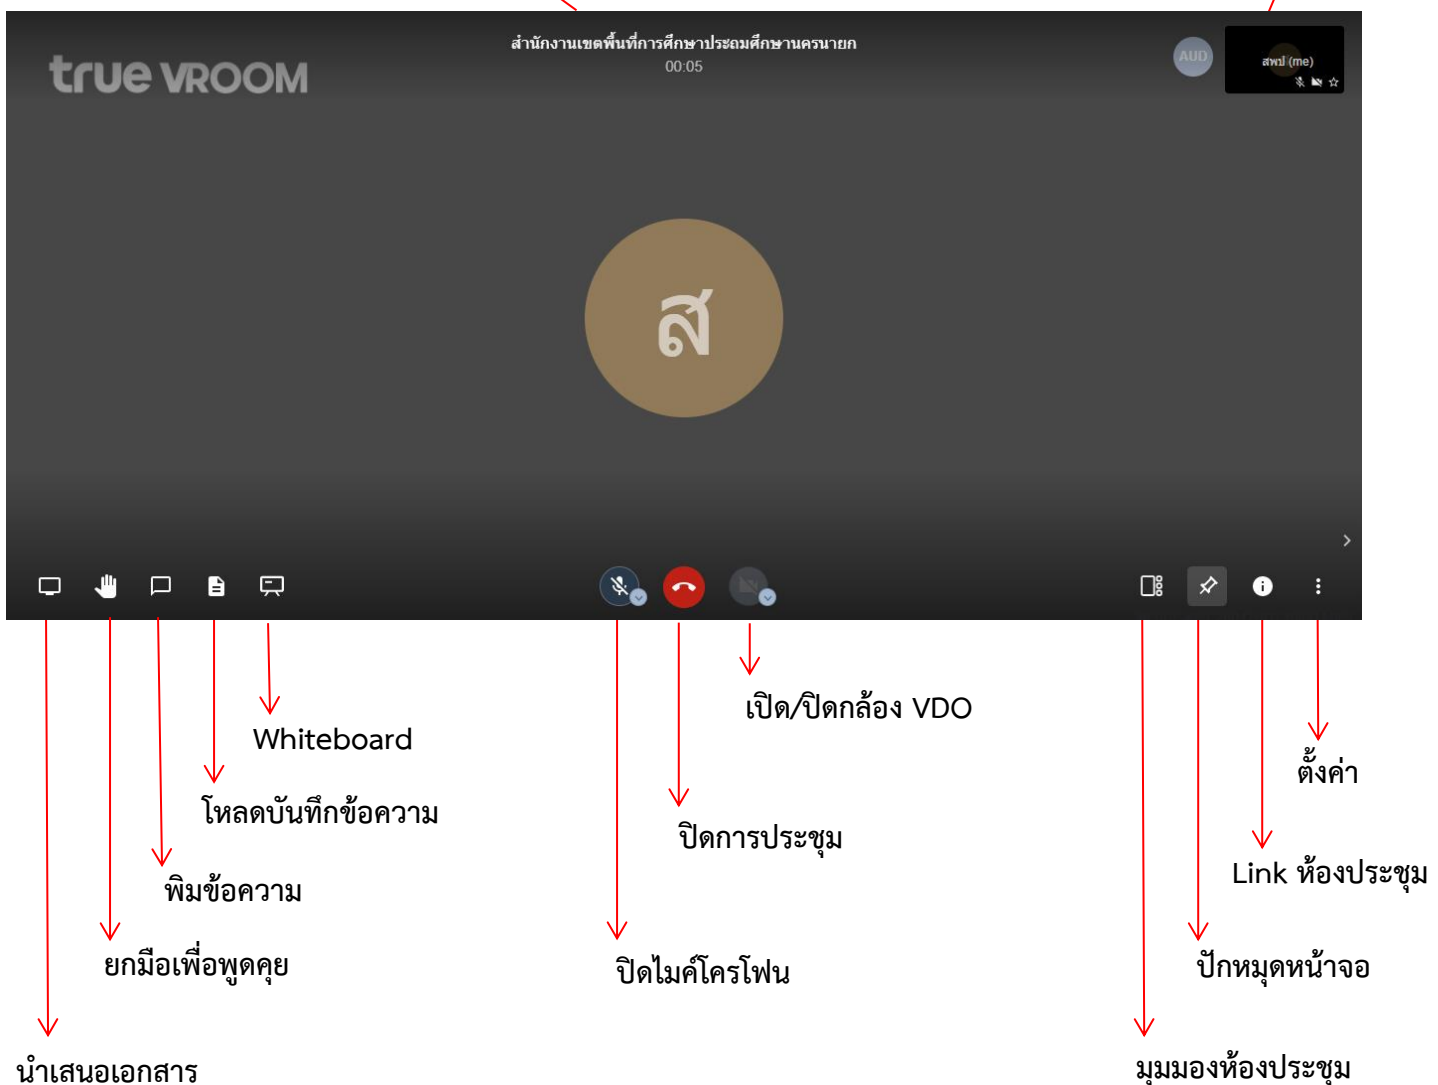 สำนักงานเขตพื้นที่การศึกษาประถมศึกษานครนายก
00:05
true VROOM
AUD
สพป (me)
ส
เปิด/ปิดกล้อง VDO
Whiteboard
ตั้งค่า
โหลดบันทึกข้อความ
ปิดการประชุม
Link ห้องประชุม
พิมข้อความ
ยกมือเพื่อพูดคุย
ปิดไมค์โครโฟน
ปักหมุดหน้าจอ
นำเสนอเอกสาร
มุมมองห้องประชุม